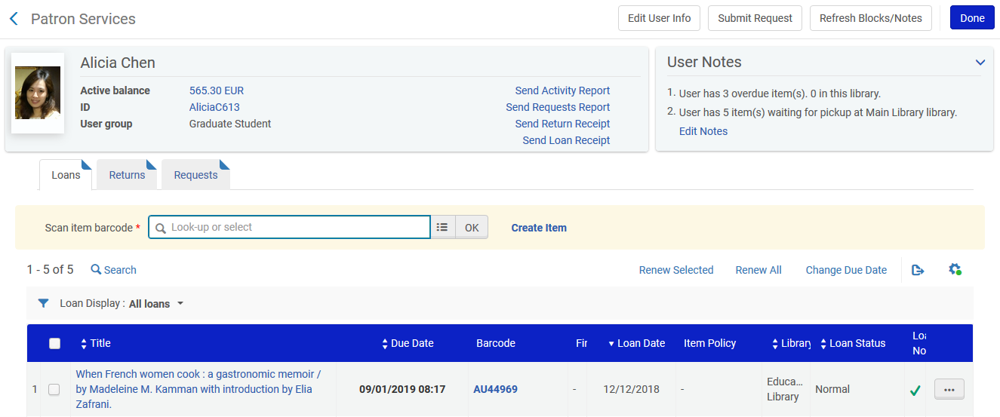 Patron Services
Edit User Info
Submit Request
Refresh Blocks/Notes
Done
Alicia Chen
Active balance 565.30 EUR
ID AliciaC613
User group Graduate Student
Send Activity Report
Send Requests Report
Send Return Receipt
Send Loan Receipt
User Notes
1. User has 3 overdue item(s). 0 in this library.
2. User has 5 item(s) waiting for pickup at Main Library library.
Edit Notes
Loans
Returns
Requests
Scan item barcode * Look-up or select OK Create Item
1 - 5 of 5 Search Renew Selected Renew All Change Due Date
Loan Display : All loans
Title Due Date Barcode Fir Loan Date Item Policy Library Loan Status Loa
No
1 When French women cook : a gastronomic memoir /
by Madeleine M. Kamman with introduction by Elia
Zafrani.
09/01/2019 08:17 AU44969 - 12/12/2018 - Educa...
Library
Normal